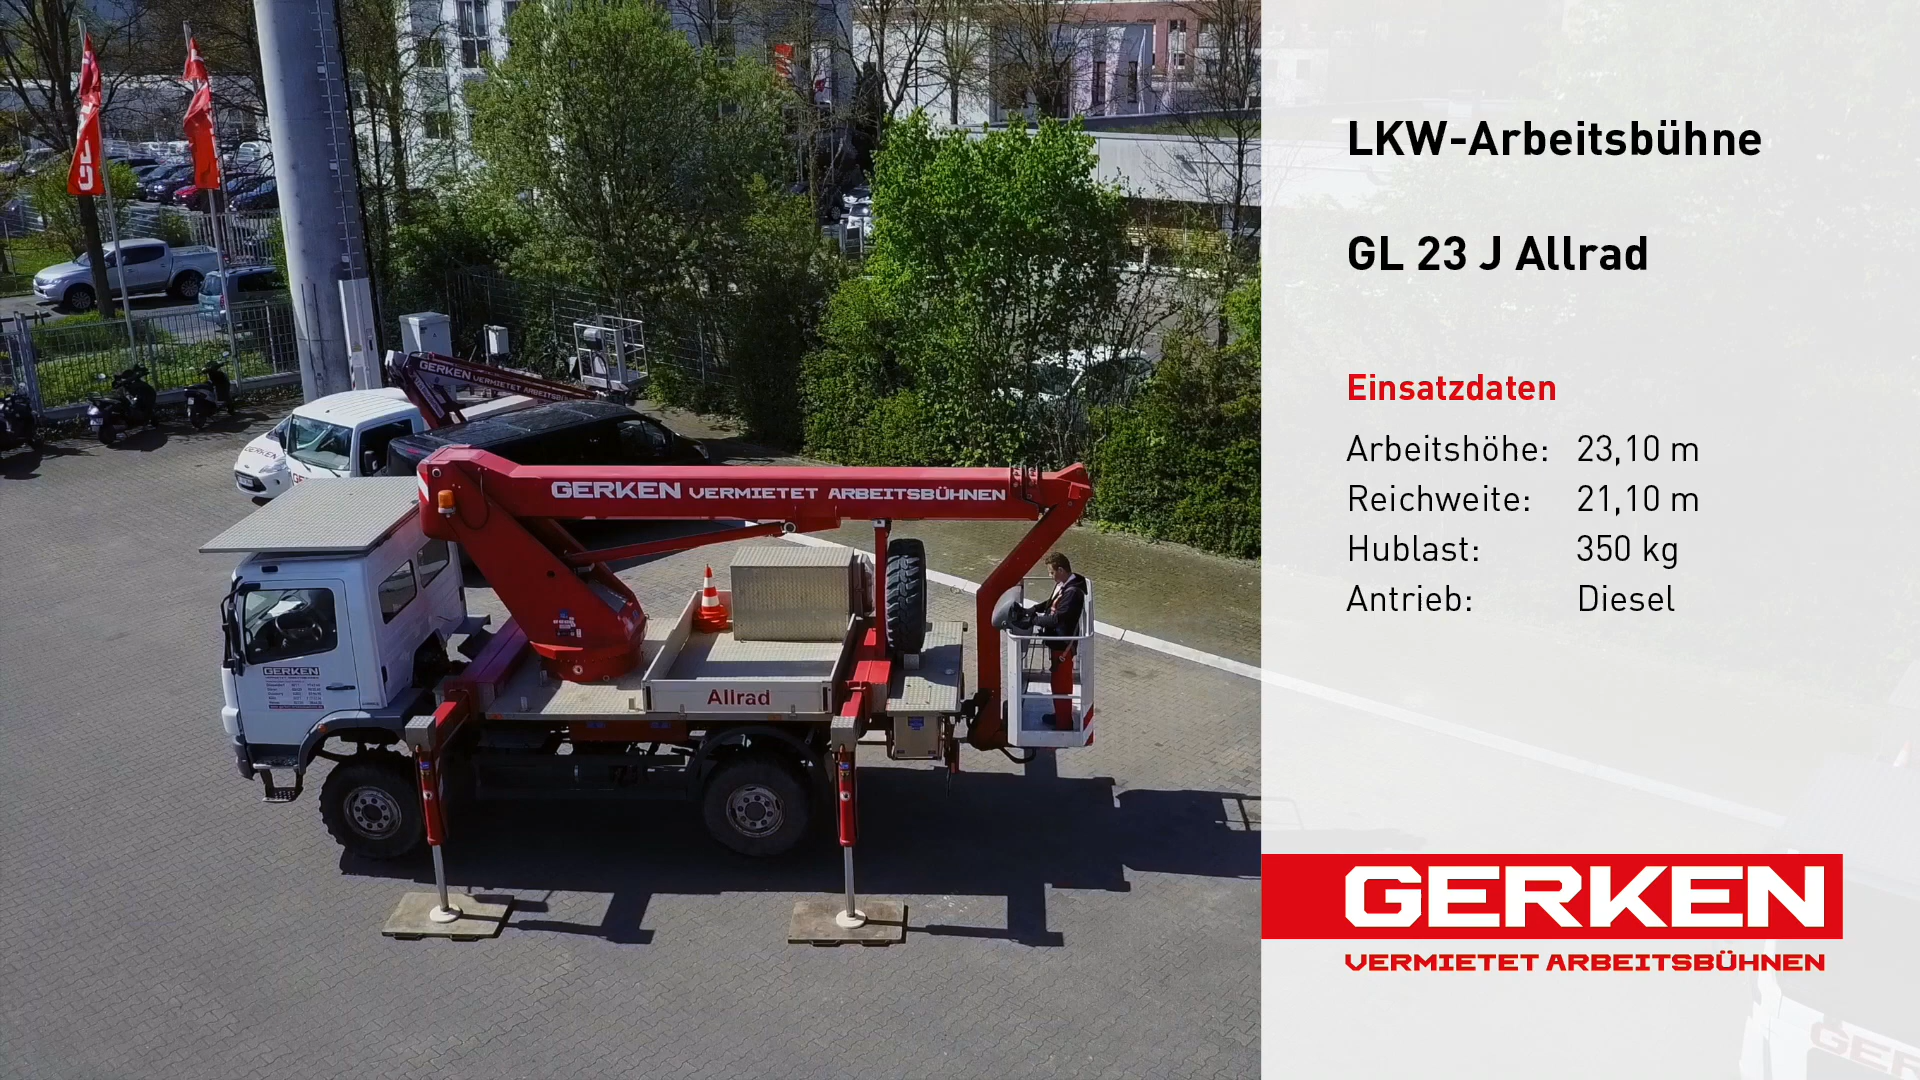 LKW-Arbeitsbühne
GL 23 J Allrad
Einsatzdaten
Arbeitshöhe: 23,10 m
Reichweite: 21,10 m
Hublast: 350 kg
Antrieb: Diesel
GERKEN
VERMIETET ARBEITSBÜHNEN
GERKEN VERMIETET ARBEITSBÜHNEN
GERKEN VERMIETET
GERKEN
GERKEN
Allrad